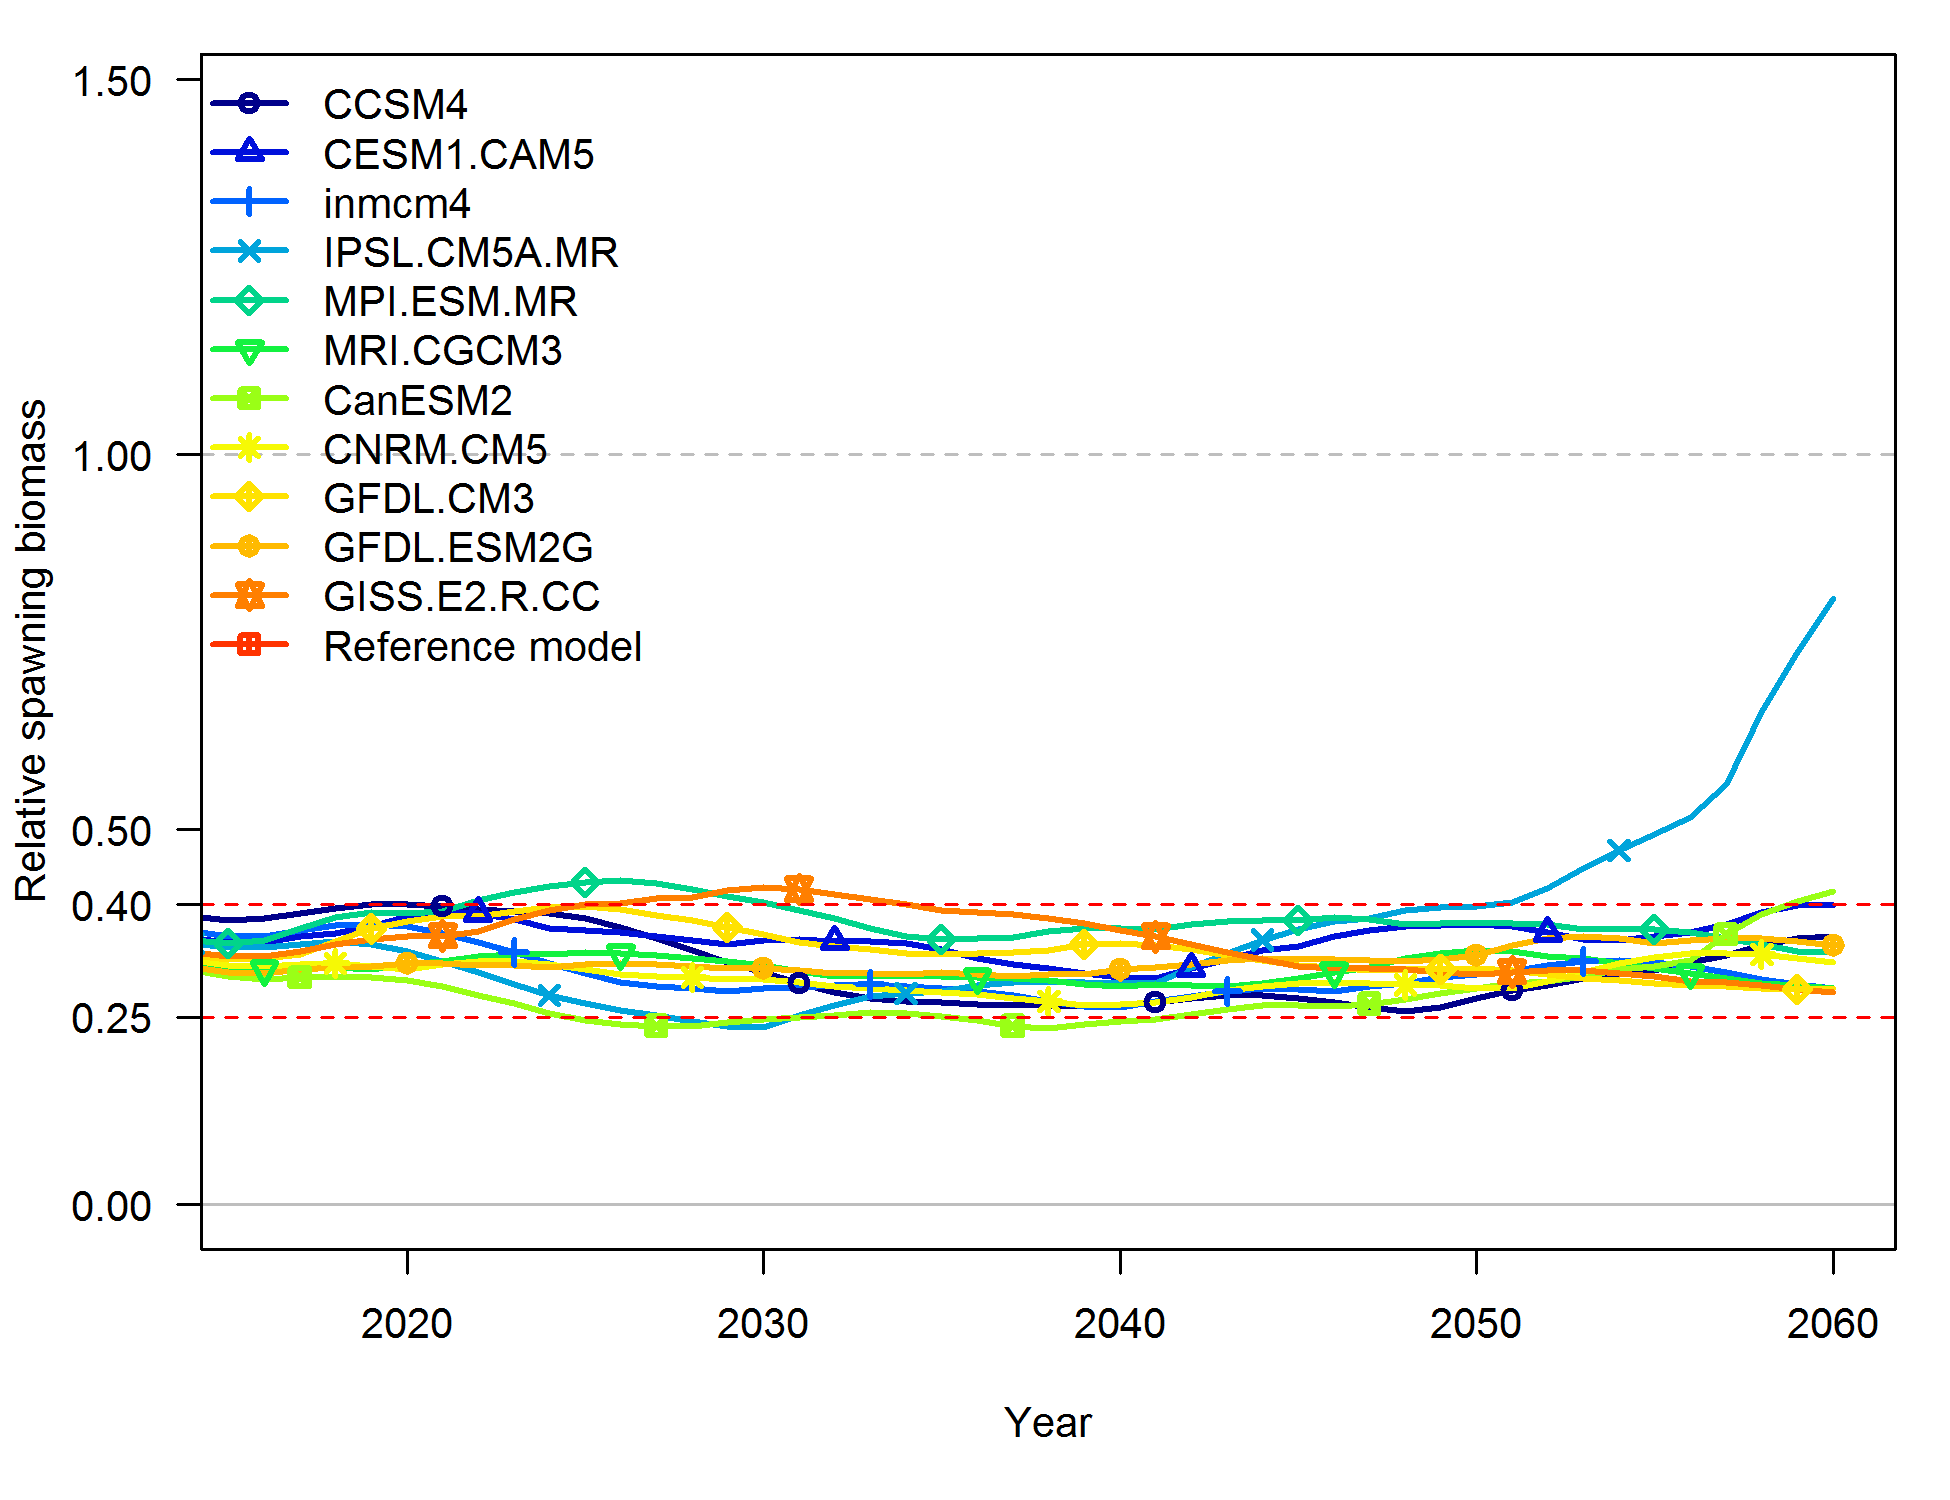 1.50
1.00
0.50
0.40
0.25
0.00
Relative spawning biomass
CCSM4
CESM1.CAM5
inmcm4
IPSL.CM5A.MR
MPI.ESM.MR
MRI.CGCM3
CanESM2
CNRM.CM5
GFDL.CM3
GFDL.ESM2G
GISS.E2.R.CC
Reference model
2020 2030 2040 2050 2060
Year